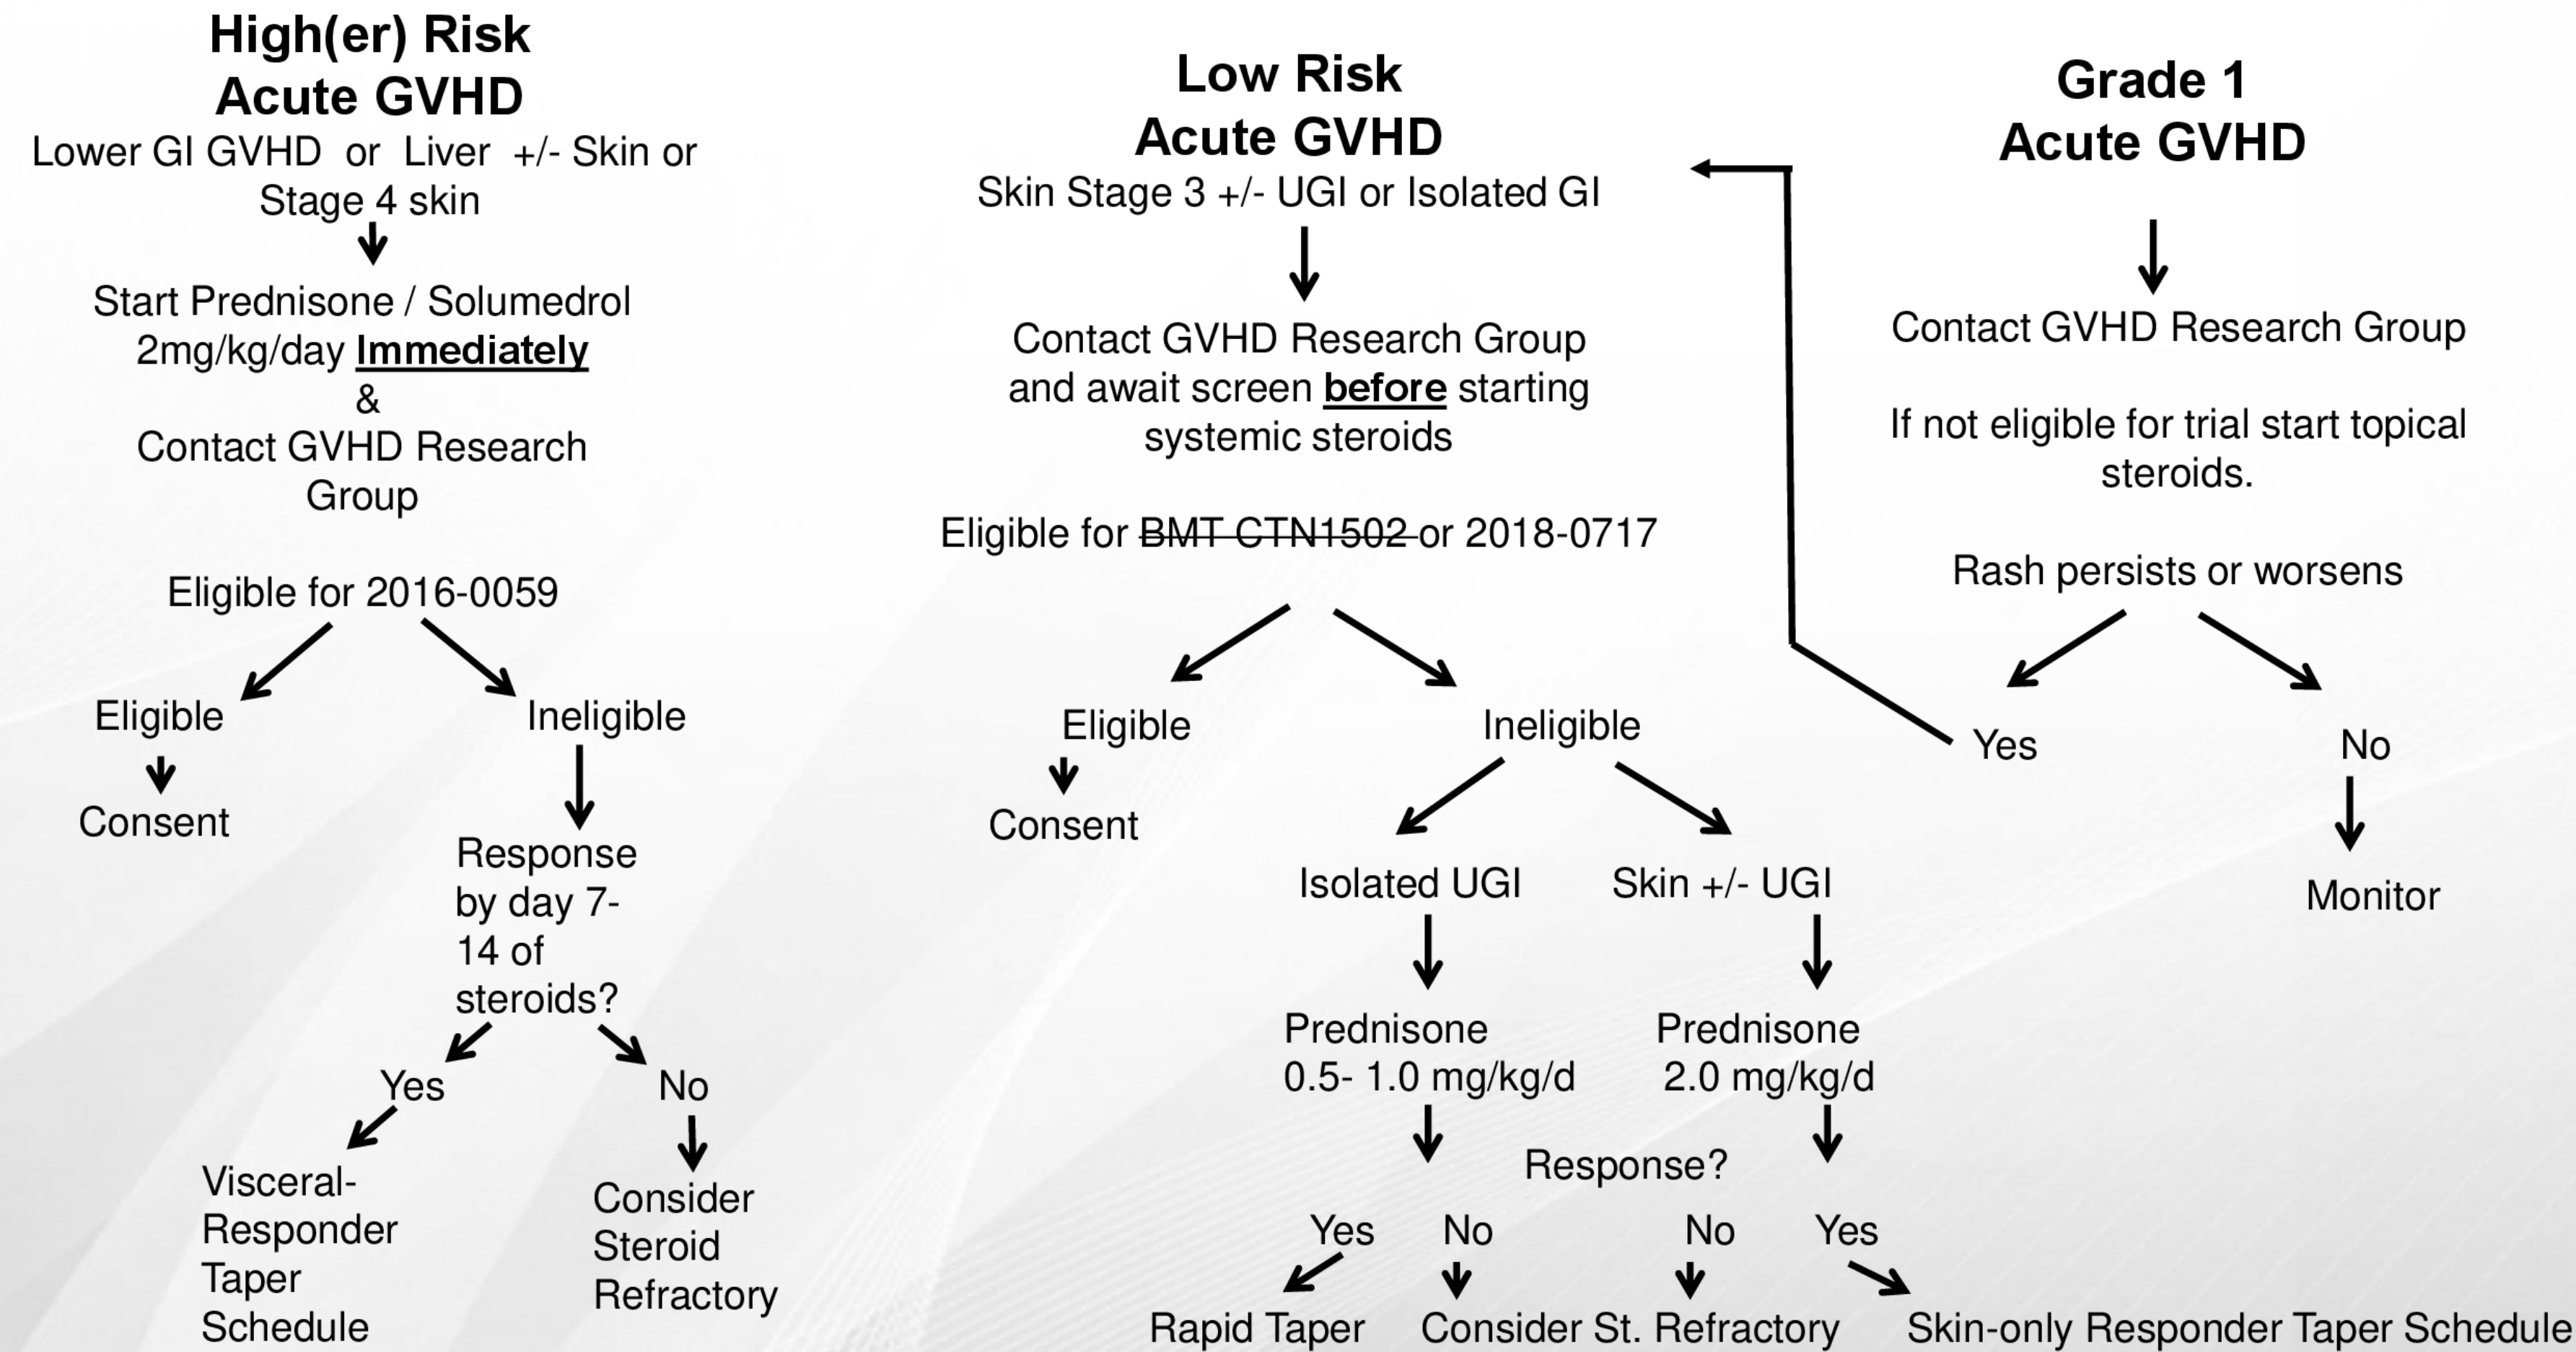 High(er) Risk
Acute GVHD
Lower GI GVHD or Liver +/- Skin or
Stage 4 skin
Start Prednisone / Solumedrol
2mg/kg/day Immediately
&
Contact GVHD Research
Group
Eligible for 2016-0059
Eligible
Ineligible
Consent
Response
by day 7-
14 of
steroids?
Yes
No
Visceral-
Responder
Taper
Schedule
Consider
Steroid
Refractory
Low Risk
Acute GVHD
Skin Stage 3 +/- UGI or Isolated GI
Contact GVHD Research Group
and await screen before starting
systemic steroids
Eligible for BMT CTN1502 or 2018-0717
Eligible
Ineligible
Consent
Isolated UGI
Skin +/- UGI
Prednisone
0.5- 1.0 mg/kg/d
Prednisone
2.0 mg/kg/d
Response?
Yes
No
No
Yes
Rapid Taper
Consider St. Refractory
Skin-only Responder Taper Schedule
Grade 1
Acute GVHD
Contact GVHD Research Group
If not eligible for trial start topical
steroids.
Rash persists or worsens
Yes
No
Monitor